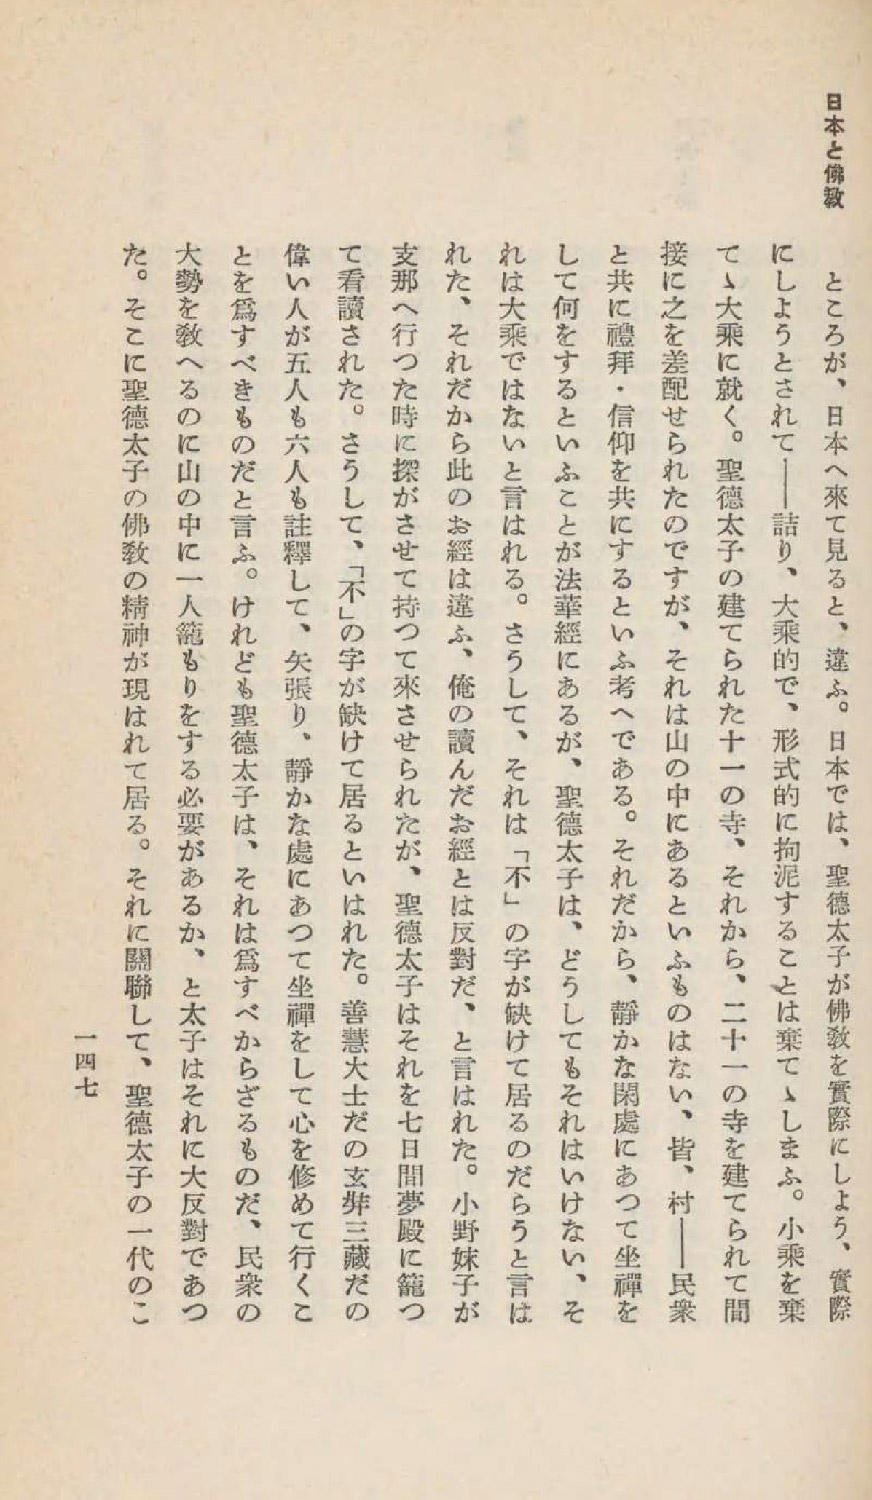 日本と佛敎
ところが、日本へ來て見ると、違ふ。日本では、聖德太子が佛敎を實際にしよう、實際
にしようとされて――詰り、大乘的で、形式的に拘泥することは棄てゝしまふ。小乘を棄
てゝ大乘に就く。聖德太子の建てられた十一の寺、それから、二十一の寺を建てられて間
接に之を差配せられたのですが、それは山の中にあるといふものはない、皆、村――民衆
と共に禮拜・信仰を共にするといふ考へである。それだから、靜かな閑處にあつて坐禪を
して何をするといふことが法華經にあるが、聖德太子は、どうしてもそれはいけない、そ
れは大乘ではないと言はれる。さうして、それは「不」の字が缺けて居るのだらうと言は
れた、それだから此のお經は違ふ、俺の讀んだお經とは反對だ、と言はれた。小野妹子が
支那へ行つた時に探がさせて持つて來させられたが、聖德太子はそれを七日間夢殿に籠つ
て看讀された。さうして、「不」の字が缺けて居るといはれた。善慧大士だの玄弉三藏だの
偉い人が五人も六人も註釋して、矢張り、靜かな處にあつて坐禪をして心を修めて行くこ
とを爲すべきものだと言ふ。けれども聖德太子は、それは爲すべからざるものだ、民衆の
大勢を敎へるのに山の中に一人籠もりをする必要があるか、と太子はそれに大反對であつ
た。そこに聖德太子の佛敎の精神が現はれて居る。それに關聯して、聖德太子の一代のこ
一四七